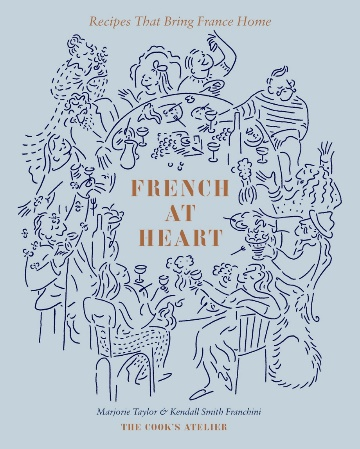 Recipes That Bring France Home
FRENCH
AT
HEART
Marjorie Taylor & Kendall Smith Franchini
THE COOK'S ATELIER